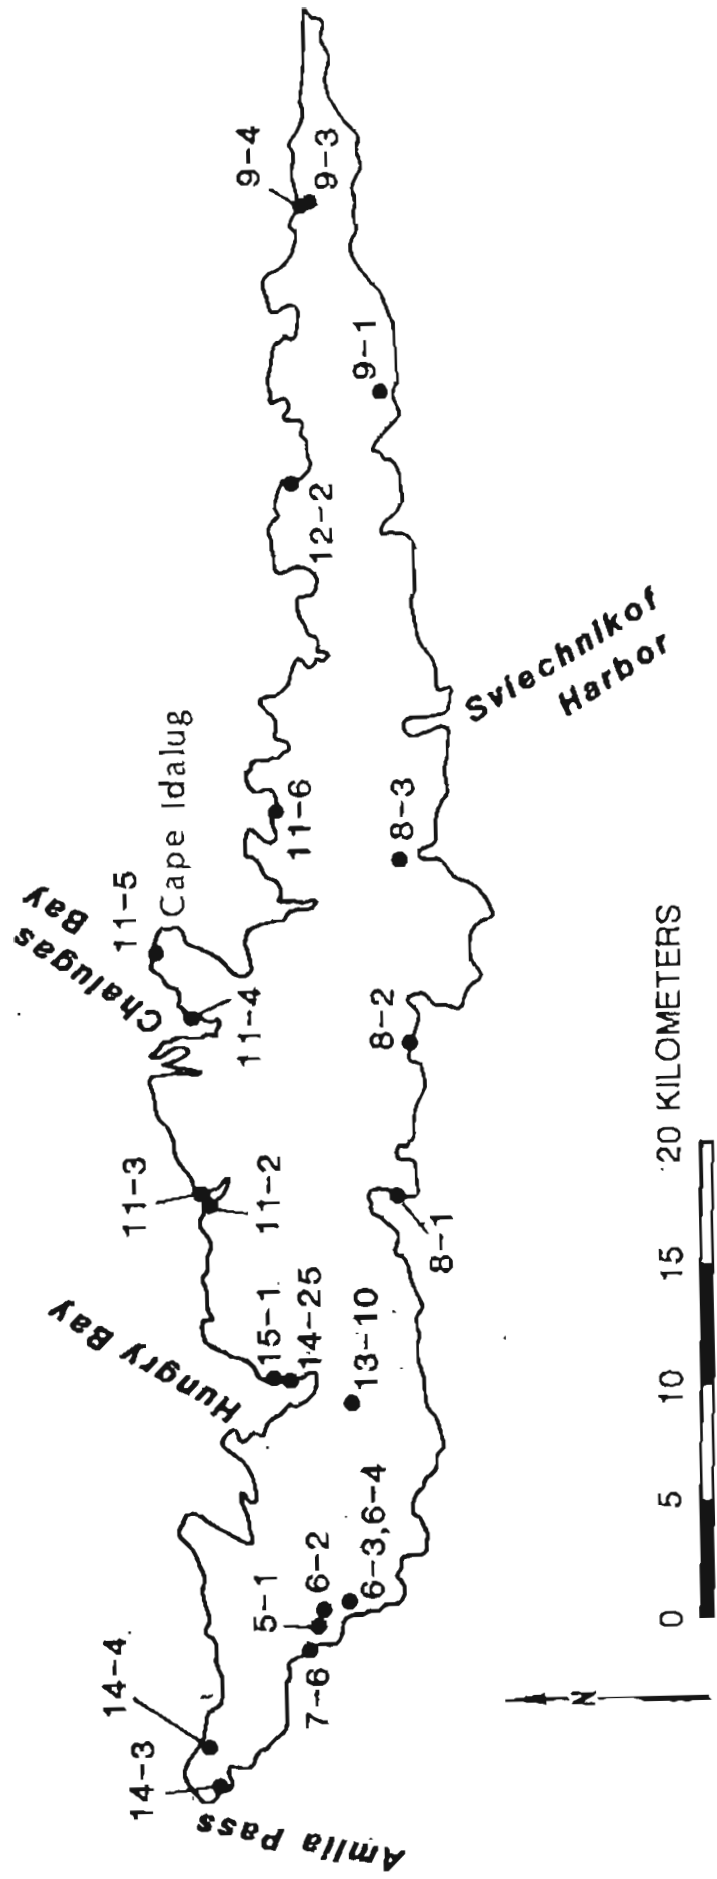 Amlia Pass
14-3
14-4
7-6
5-1
6-2
6-3,6-4
Hungry Bay
15-1
14-25
13-10
11-3
11-2
8-1
Chalugas
Bay
11-4
11-5
Cape Idalug
8-2
8-3
11-6
Sviechnikof
Harbor
12-2
9-1
9-4
9-3
N
0 5 10 15 20 KILOMETERS